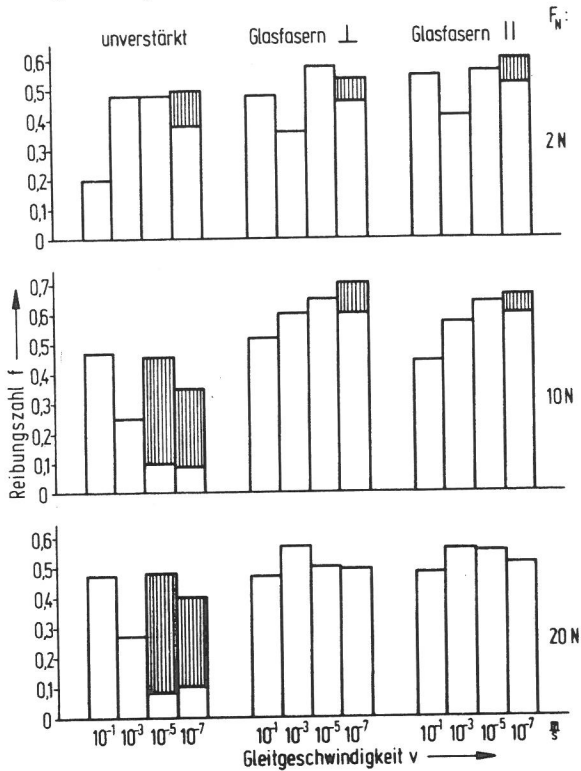 F_N:
unverstärkt Glasfasern ⊥ Glasfasern ||
0,6
0,5
0,4
0,3
0,2
0,1
0
2 N
0,7
0,6
0,5
0,4
0,3
0,2
0,1
0
10 N
Reibungszahl f
0,6
0,5
0,4
0,3
0,2
0,1
0
20 N
10⁻¹ 10⁻³ 10⁻⁵ 10⁻⁷ 10⁻¹ 10⁻³ 10⁻⁵ 10⁻⁷ 10⁻¹ 10⁻³ 10⁻⁵ 10⁻⁷ m/s
Gleitgeschwindigkeit v